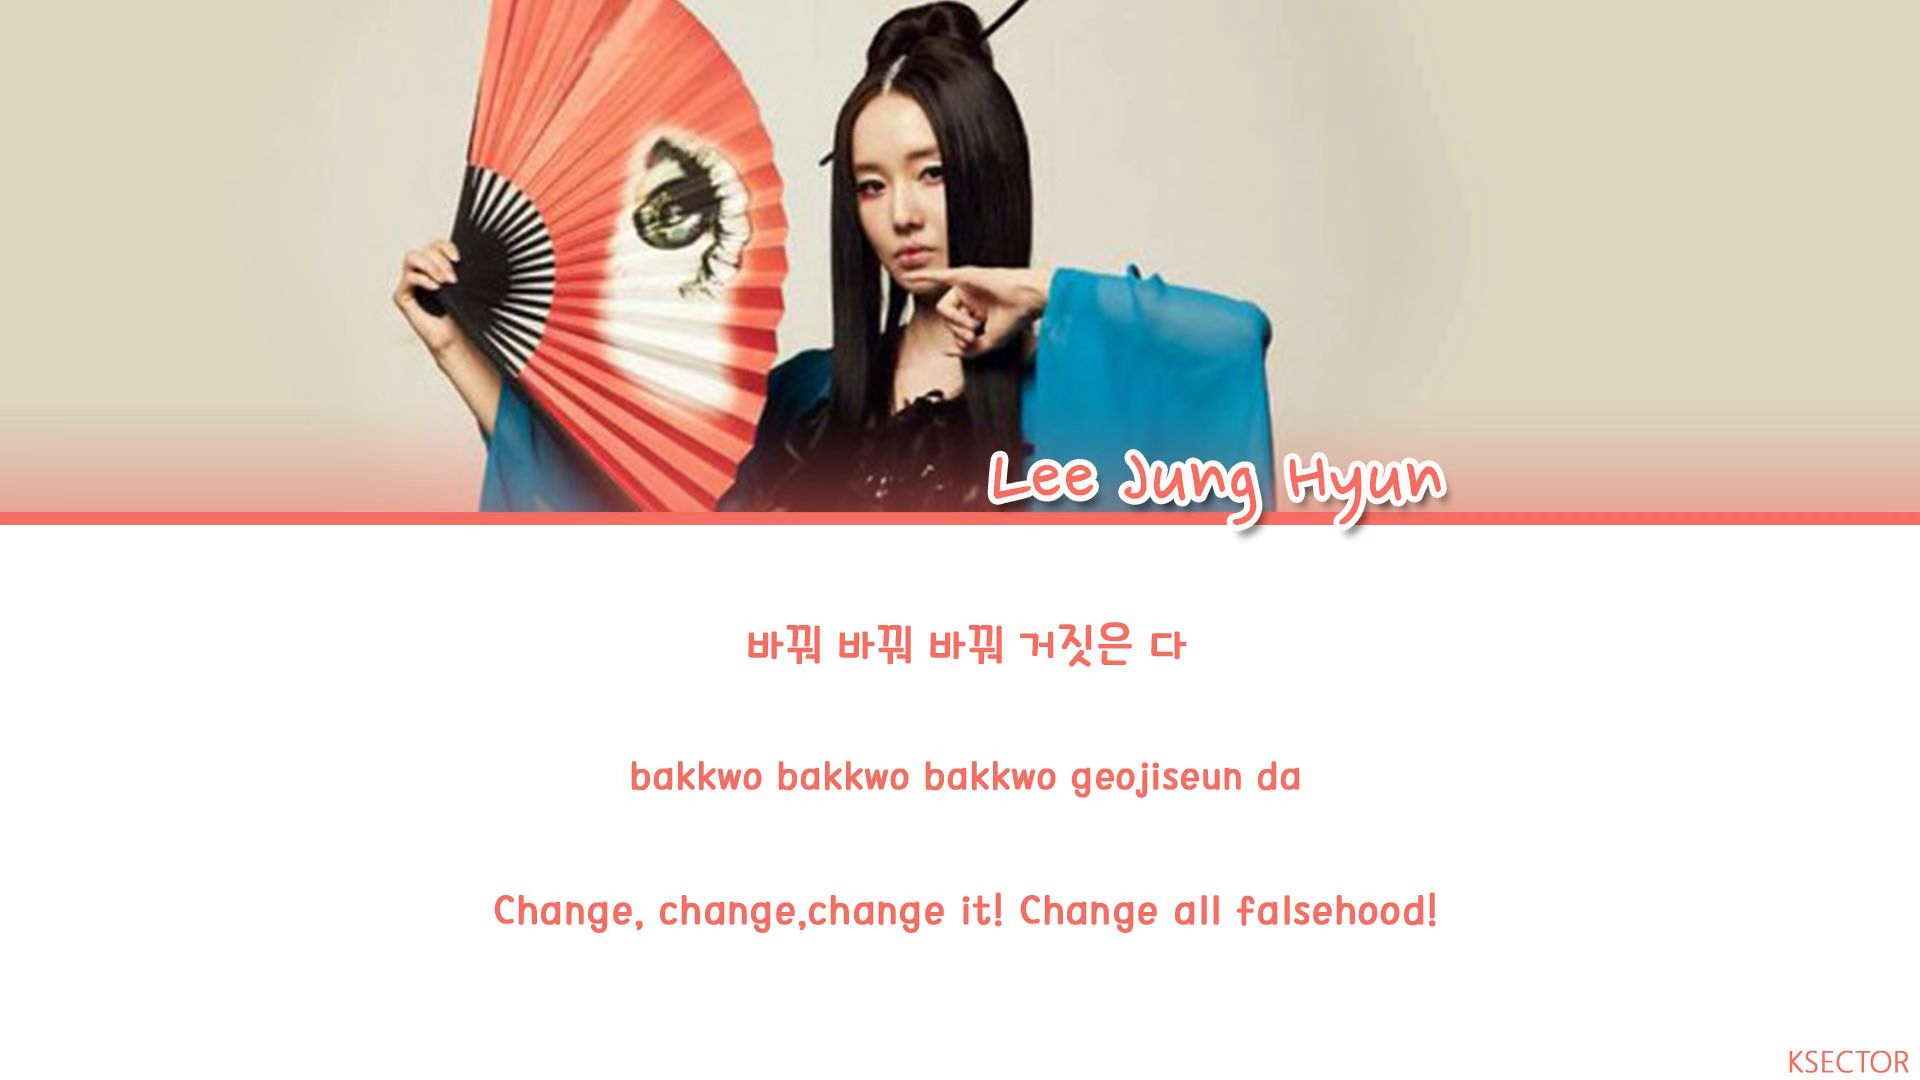 Lee Jung Hyun
바꿔 바꿔 바꿔 거짓은 다
bakkwo bakkwo bakkwo geojiseun da
Change, change,change it! Change all falsehood!
KSECTOR